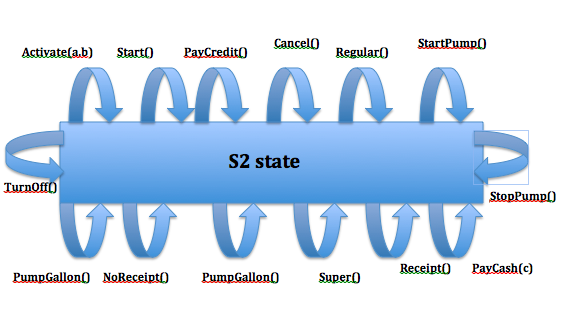 Activate(a.b)
Start()
PayCredit()
Cancel()
Regular()
StartPump()
S2 state
TurnOff()
StopPump()
PumpGallon()
NoReceipt()
PumpGallon()
Super()
Receipt()
PayCash(c)